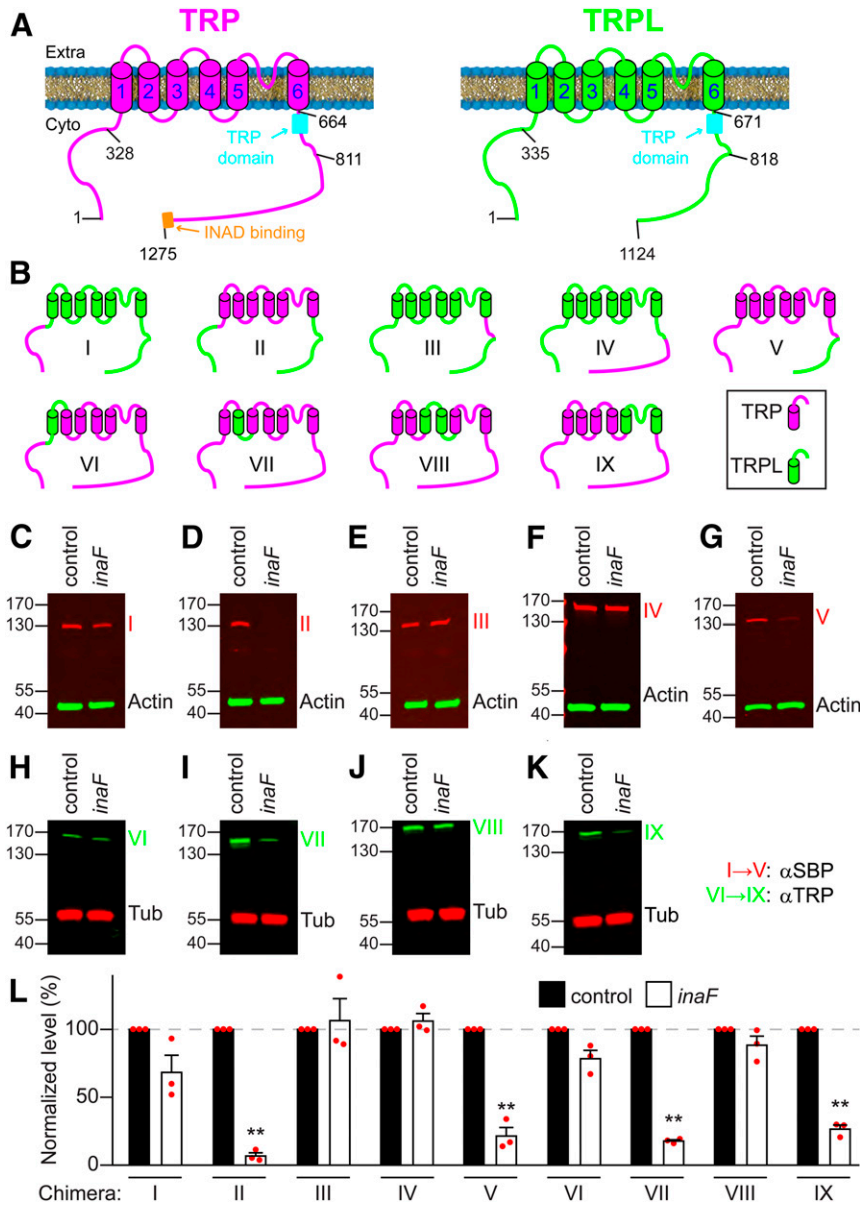 A
TRP
TRPL
Extra
Cyto
1 2 3 4 5 6
1 2 3 4 5 6
664
671
TRP domain
TRP domain
328
811
335
818
1
1
INAD binding
1275
1124
B
I II III IV V
VI VII VIII IX
TRP
TRPL
C D E F G
control inaF
control inaF
control inaF
control inaF
control inaF
170
130
55
40
I
Actin
170
130
55
40
II
Actin
170
130
55
40
III
Actin
170
130
55
40
IV
Actin
170
130
55
40
V
Actin
H I J K
control inaF
control inaF
control inaF
control inaF
170
130
55
40
VI
Tub
170
130
55
40
VII
Tub
170
130
55
40
VIII
Tub
170
130
55
40
IX
Tub
I→V: αSBP
VI→IX: αTRP
L
control inaF
Normalized level (%)
100
50
0
** ** ** **
Chimera: I II III IV V VI VII VIII IX